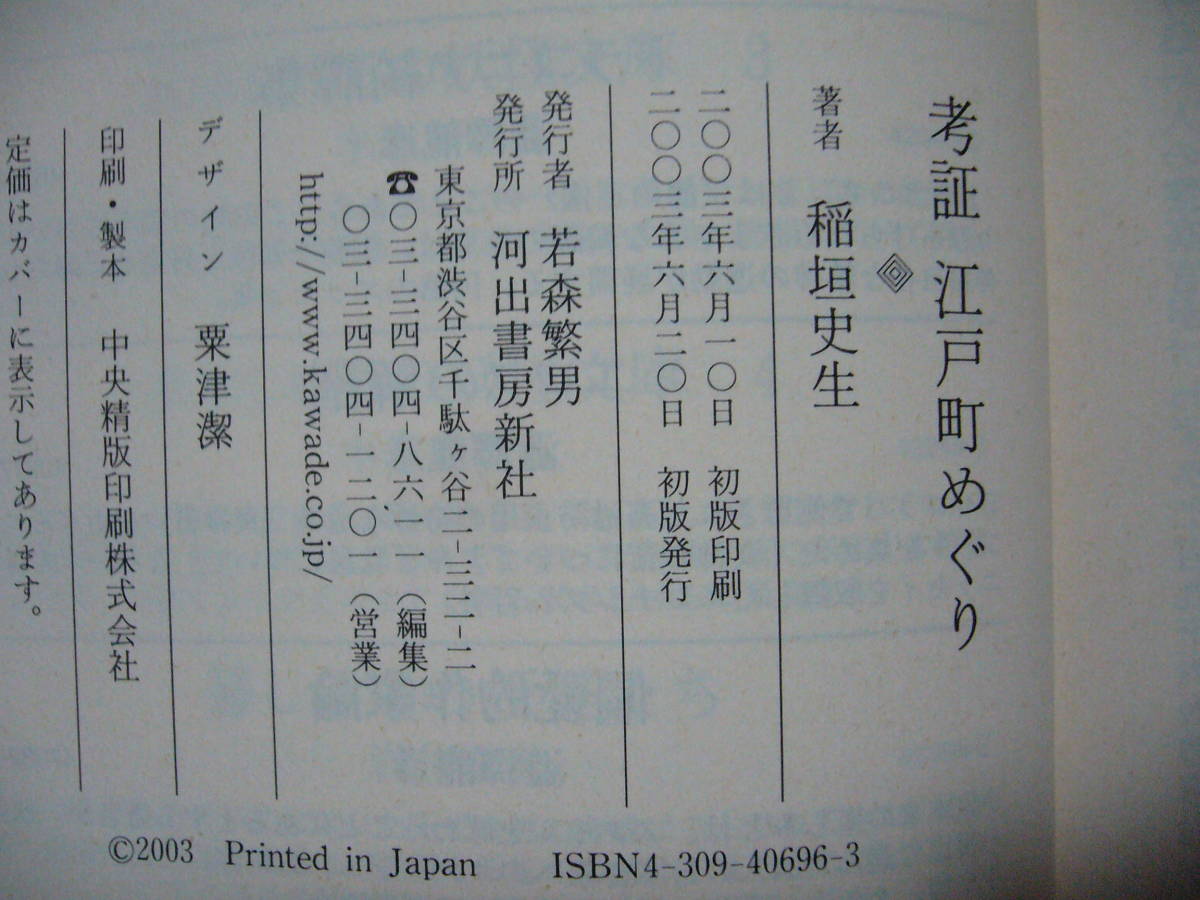 考証 江戸町めぐり
著者 稲垣史生
二〇〇三年六月一〇日 初版印刷
二〇〇三年六月二〇日 初版発行
発行者 若森繁男
発行所 河出書房新社
東京都渋谷区千駄ヶ谷二-三二-二
☎〇三-三四〇四-八六一一（編集）
〇三-三四〇四-一二〇一（営業）
http://www.kawade.co.jp/
デザイン 粟津潔
印刷・製本 中央精版印刷株式会社
定価はカバーに表示してあります。
©2003 Printed in Japan ISBN4-309-40696-3